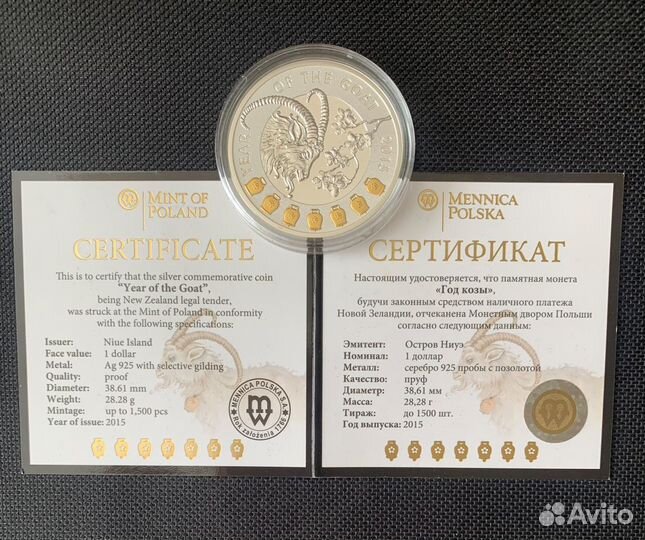 YEAR OF THE GOAT 2015
MINT OF
POLAND
CERTIFICATE
This is to certify that the silver commemorative coin
“Year of the Goat”,
being New Zealand legal tender,
was struck at the Mint of Poland in conformity
with the following specifications:
Issuer: Niue Island
Face value: 1 dollar
Metal: Ag 925 with selective gilding
Quality: proof
Diameter: 38.61 mm
Weight: 28.28 g
Mintage: up to 1,500 pcs
Year of issue: 2015
MENNICA POLSKA S.A.
Rok założenia 1766
MENNICA
POLSKA
СЕРТИФИКАТ
Настоящим удостоверяется, что памятная монета
«Год козы»,
будучи законным средством наличного платежа
Новой Зеландии, отчеканена Монетным двором Польши
согласно следующим данным:
Эмитент: Остров Ниуэ
Номинал: 1 доллар
Металл: серебро 925 пробы с позолотой
Качество: пруф
Диаметр: 38,61 мм
Масса: 28,28 г
Тираж: до 1500 шт.
Год выпуска: 2015
Avito